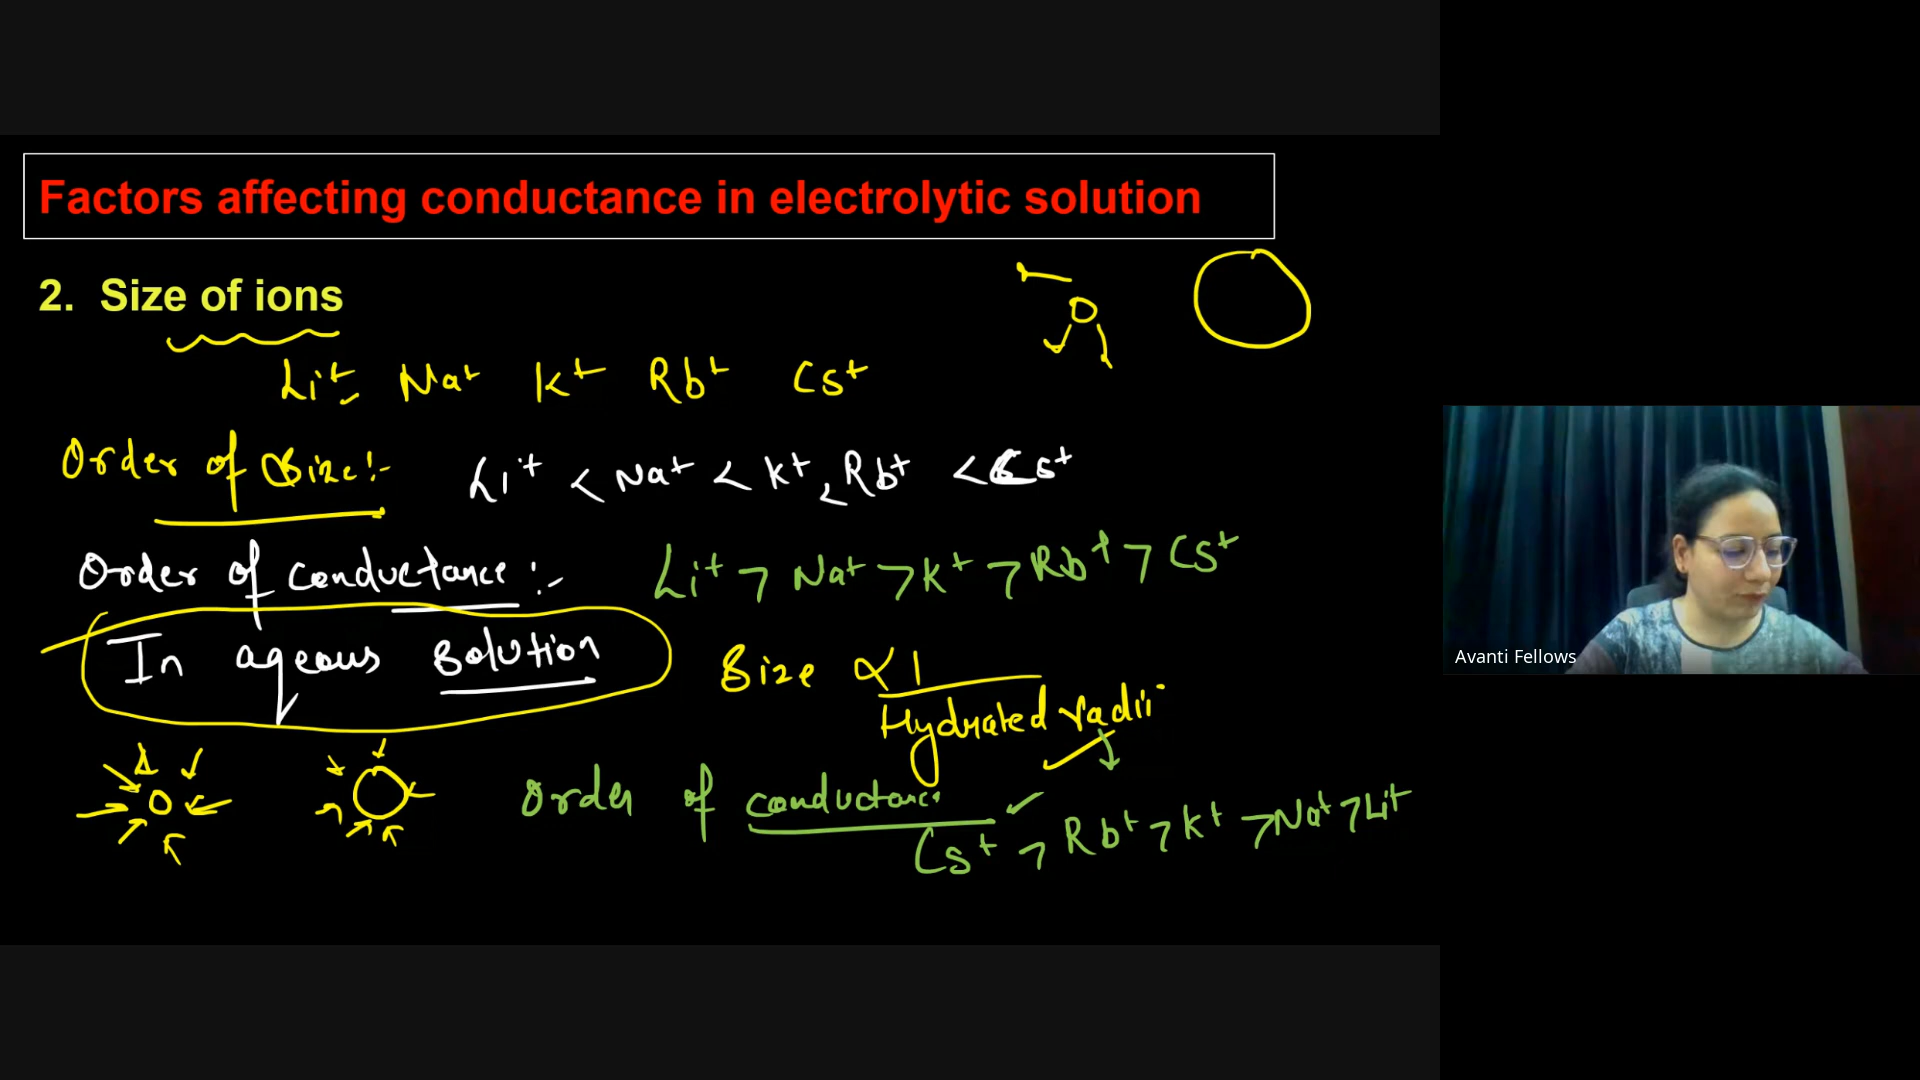 Factors affecting conductance in electrolytic solution
2. Size of ions
Li⁺ Na⁺ K⁺ Rb⁺ Cs⁺
Order of Size:-
Li⁺ < Na⁺ < K⁺ < Rb⁺ < Cs⁺
Order of conductance :-
Li⁺ > Na⁺ > K⁺ > Rb⁺ > Cs⁺
In aqeous solution
Size ∝ 1
Hydrated radii
Order of conductance
Cs⁺ > Rb⁺ > K⁺ > Na⁺ > Li⁺
Avanti Fellows